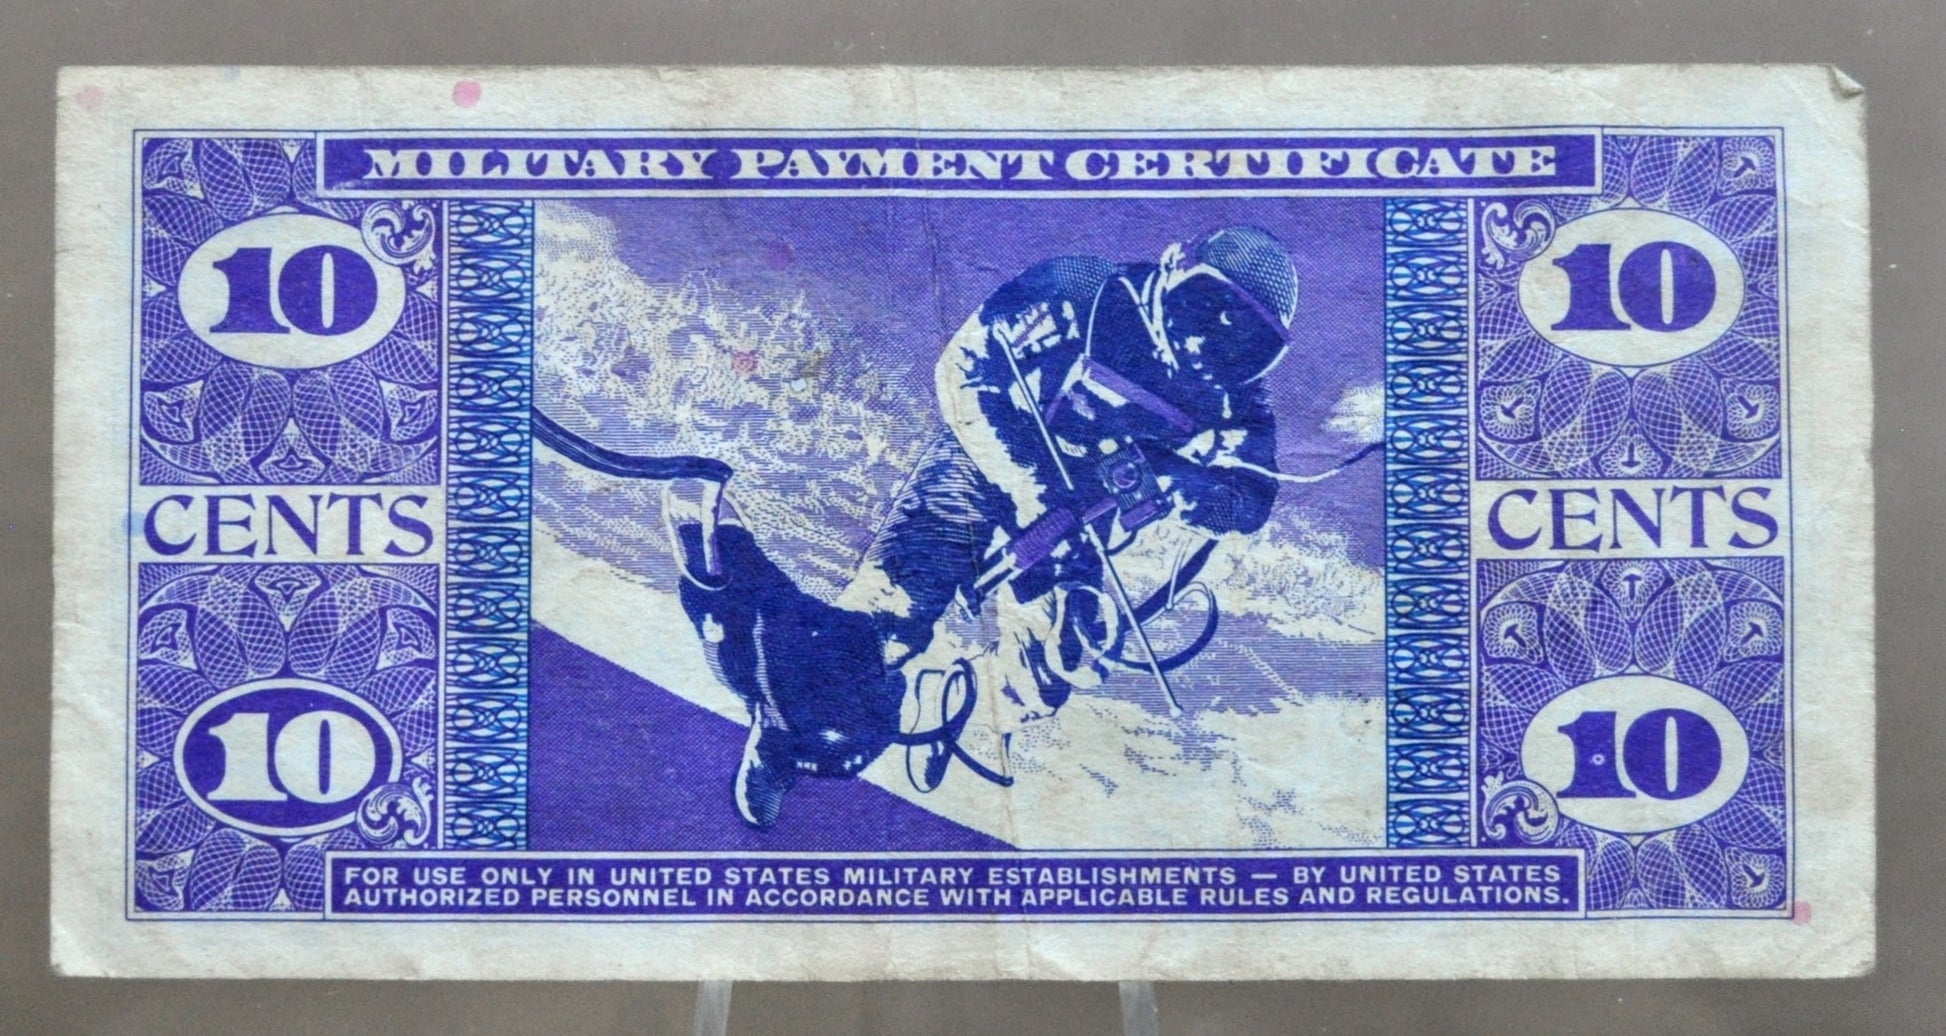 MILITARY PAYMENT CERTIFICATE
10
10
CENTS
CENTS
10
10
FOR USE ONLY IN UNITED STATES MILITARY ESTABLISHMENTS — BY UNITED STATES
AUTHORIZED PERSONNEL IN ACCORDANCE WITH APPLICABLE RULES AND REGULATIONS.